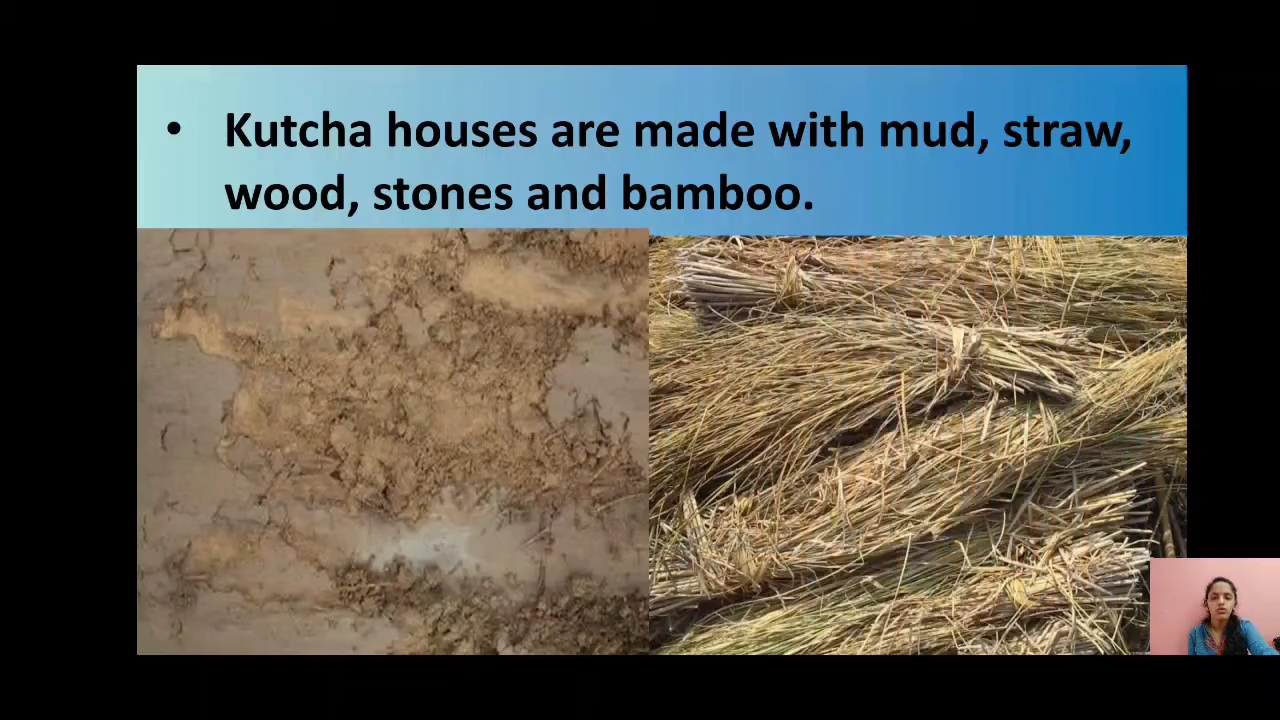 • Kutcha houses are made with mud, straw,
wood, stones and bamboo.